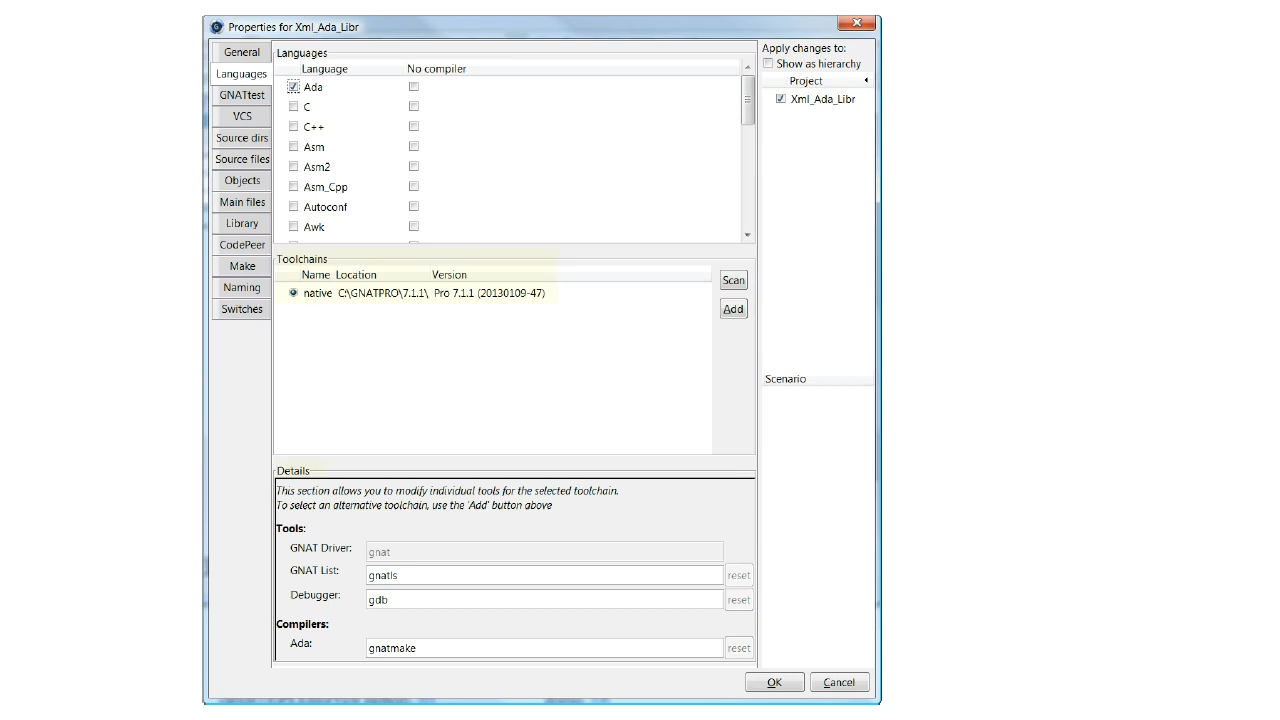 Properties for Xml_Ada_Libr
General
Languages
GNATtest
VCS
Source dirs
Source files
Objects
Main files
Library
CodePeer
Make
Naming
Switches
Languages
Language No compiler
Ada
C
C++
Asm
Asm2
Asm_Cpp
Autoconf
Awk
Toolchains
Name Location Version
native C:\GNATPRO\7.1.1\ Pro 7.1.1 (20130109-47)
Scan
Add
Details
This section allows you to modify individual tools for the selected toolchain.
To select an alternative toolchain, use the 'Add' button above
Tools:
GNAT Driver: gnat
GNAT List: gnatls reset
Debugger: gdb reset
Compilers:
Ada: gnatmake reset
Apply changes to:
Show as hierarchy
Project
Xml_Ada_Libr
Scenario
OK Cancel